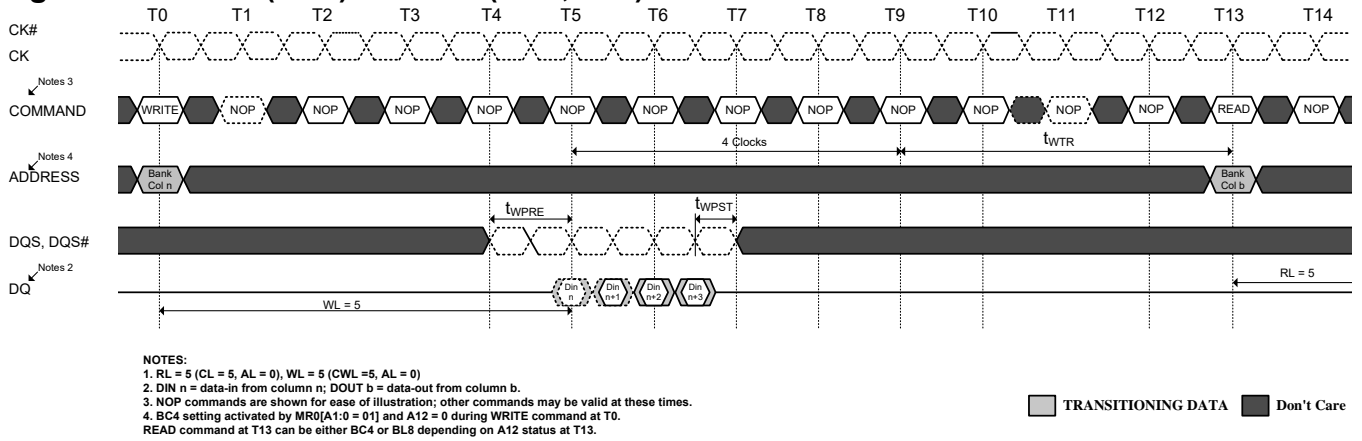 T0 T1 T2 T3 T4 T5 T6 T7 T8 T9 T10 T11 T12 T13 T14
CK#
CK
Notes 3
COMMAND
WRITE NOP NOP NOP NOP NOP NOP NOP NOP NOP NOP NOP NOP READ NOP
4 Clocks
tWTR
Notes 4
ADDRESS
Bank
Col n
Bank
Col b
tWPRE
tWPST
DQS, DQS#
Notes 2
DQ
Din
n
Din
n+1
Din
n+2
Din
n+3
RL = 5
WL = 5
NOTES:
1. RL = 5 (CL = 5, AL = 0), WL = 5 (CWL =5, AL = 0)
2. DIN n = data-in from column n; DOUT b = data-out from column b.
3. NOP commands are shown for ease of illustration; other commands may be valid at these times.
4. BC4 setting activated by MR0[A1:0 = 01] and A12 = 0 during WRITE command at T0.
READ command at T13 can be either BC4 or BL8 depending on A12 status at T13.
TRANSITIONING DATA
Don't Care